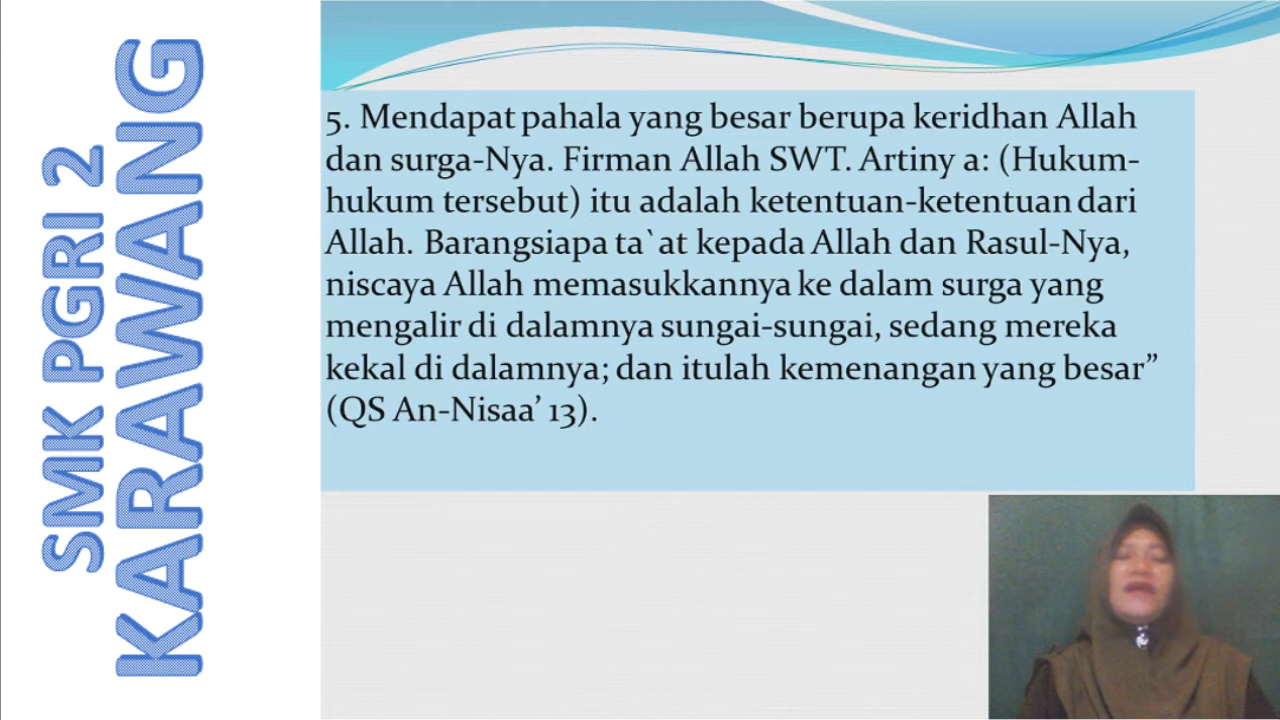 SMK PGRI 2
KARAWANG
5. Mendapat pahala yang besar berupa keridhan Allah
dan surga-Nya. Firman Allah SWT. Artiny a: (Hukum-
hukum tersebut) itu adalah ketentuan-ketentuan dari
Allah. Barangsiapa ta`at kepada Allah dan Rasul-Nya,
niscaya Allah memasukkannya ke dalam surga yang
mengalir di dalamnya sungai-sungai, sedang mereka
kekal di dalamnya; dan itulah kemenangan yang besar”
(QS An-Nisaa’ 13).